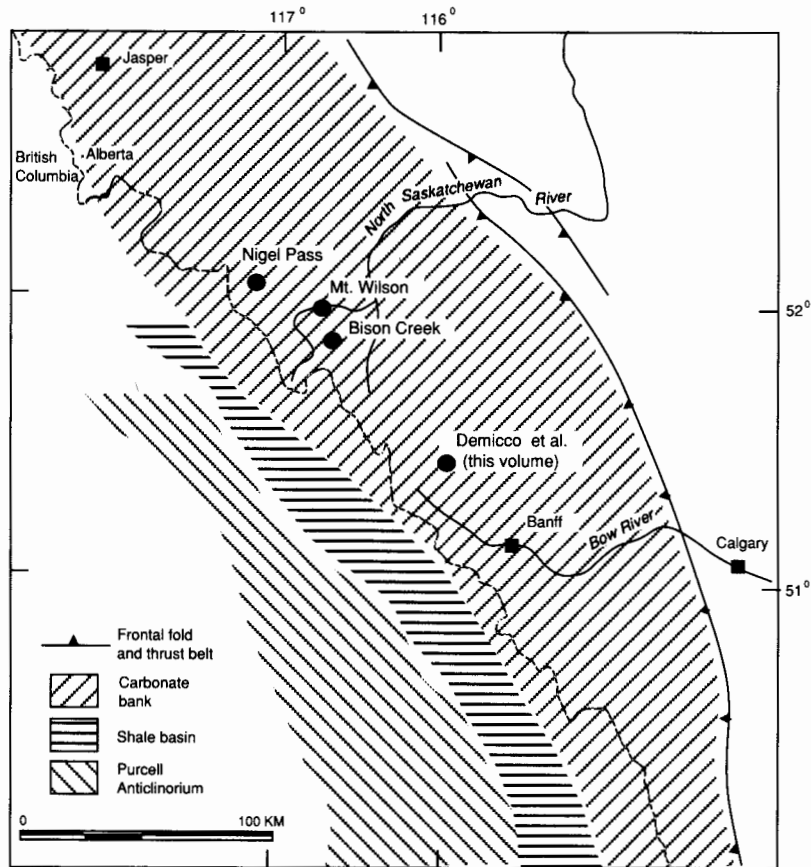 117 o
116 o
Jasper
British
Columbia
Alberta
North Saskatchewan River
Nigel Pass
Mt. Wilson
Bison Creek
52 o
Demicco et al.
(this volume)
Banff
Bow River
Calgary
51 o
Frontal fold
and thrust belt
Carbonate
bank
Shale basin
Purcell
Anticlinorium
0 100 KM